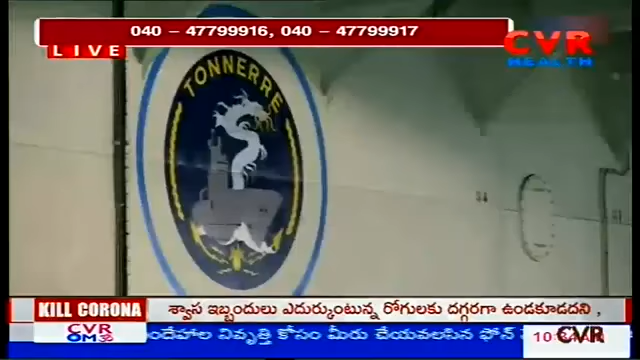 040 – 47799916, 040 – 47799917
LIVE
CVR
HEALTH
TONNERRE
KILL CORONA
శ్వాస ఇబ్బందులు ఎదుర్కుంటున్న రోగులకు దగ్గరగా ఉండకూడదని ,
CVR
OM
నివృత్తి కోసం మీరు చేయవలసిన ఫోన్
CVR